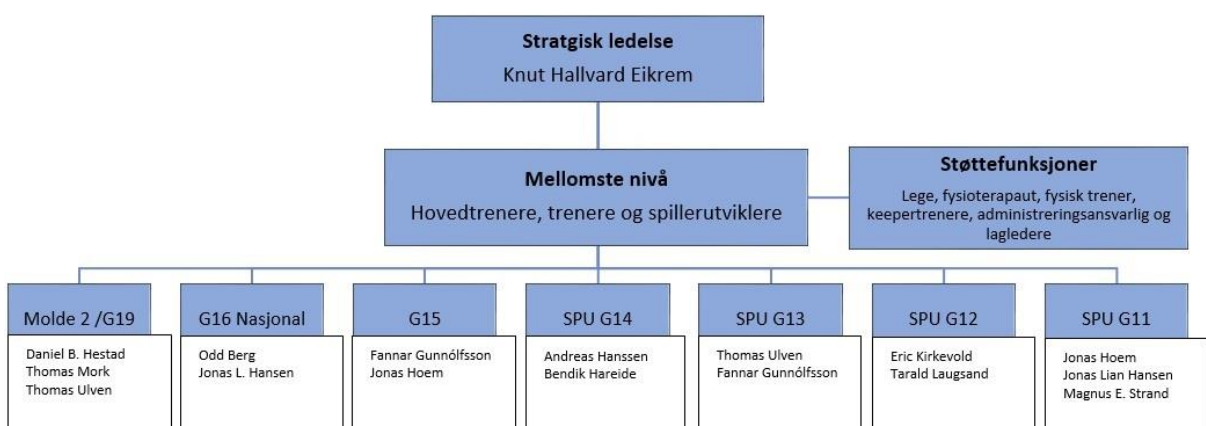 Stratgisk ledelse
Knut Hallvard Eikrem
Mellomste nivå
Hovedtrenere, trenere og spillerutviklere
Støttefunksjoner
Lege, fysioterapaut, fysisk trener,
keepertrenere, administreringsansvarlig og
lagledere
Molde 2 /G19
Daniel B. Hestad
Thomas Mork
Thomas Ulven
G16 Nasjonal
Odd Berg
Jonas L. Hansen
G15
Fannar Gunnólfsson
Jonas Hoem
SPU G14
Andreas Hanssen
Bendik Hareide
SPU G13
Thomas Ulven
Fannar Gunnólfsson
SPU G12
Eric Kirkevold
Tarald Laugsand
SPU G11
Jonas Hoem
Jonas Lian Hansen
Magnus E. Strand